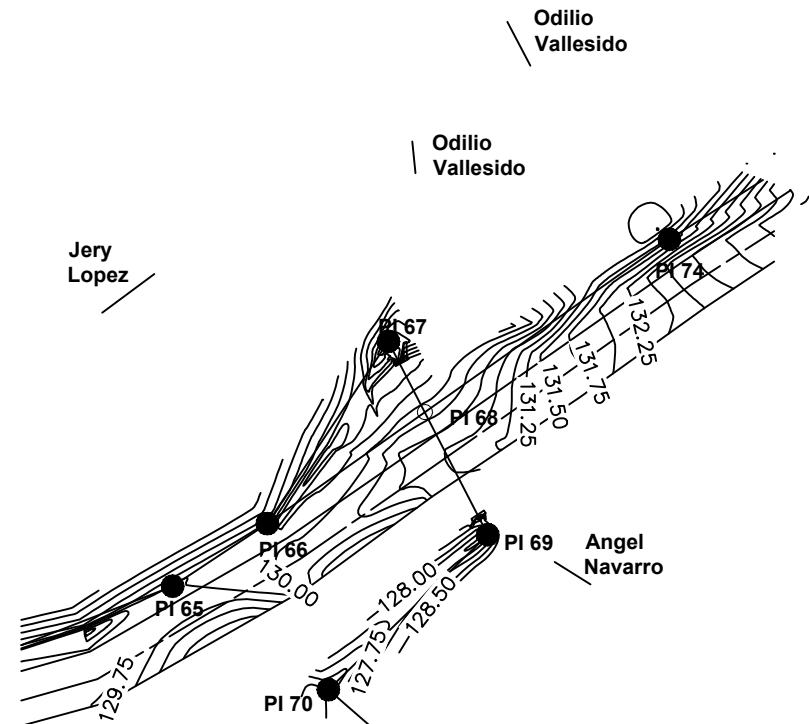 Odilio
Vallesido
Odilio
Vallesido
Jery
Lopez
PI 74
132.25
PI 67
131.75
131.50
131.25
PI 68
PI 66
PI 69
Angel
Navarro
130.00
PI 65
128.00
128.50
127.75
129.75
PI 70